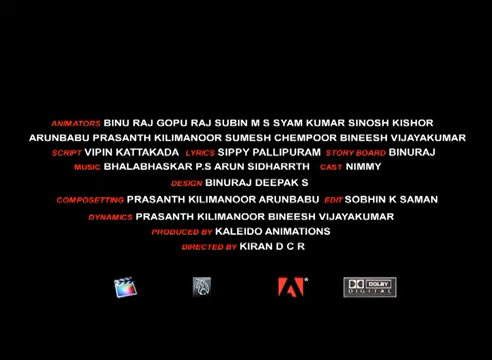 ANIMATORS BINU RAJ GOPU RAJ SUBIN M S SYAM KUMAR SINOSH KISHOR
ARUNBABU PRASANTH KILIMANOOR SUMESH CHEMPOOR BINEESH VIJAYAKUMAR
SCRIPT VIPIN KATTAKADA LYRICS SIPPY PALLIPURAM STORY BOARD BINURAJ
MUSIC BHALABHASKAR P.S ARUN SIDHARRTH CAST NIMMY
DESIGN BINURAJ DEEPAK S
COMPOSETTING PRASANTH KILIMANOOR ARUNBABU EDIT SOBHIN K SAMAN
DYNAMICS PRASANTH KILIMANOOR BINEESH VIJAYAKUMAR
PRODUCED BY KALEIDO ANIMATIONS
DIRECTED BY KIRAN D C R
DOLBY
DIGITAL